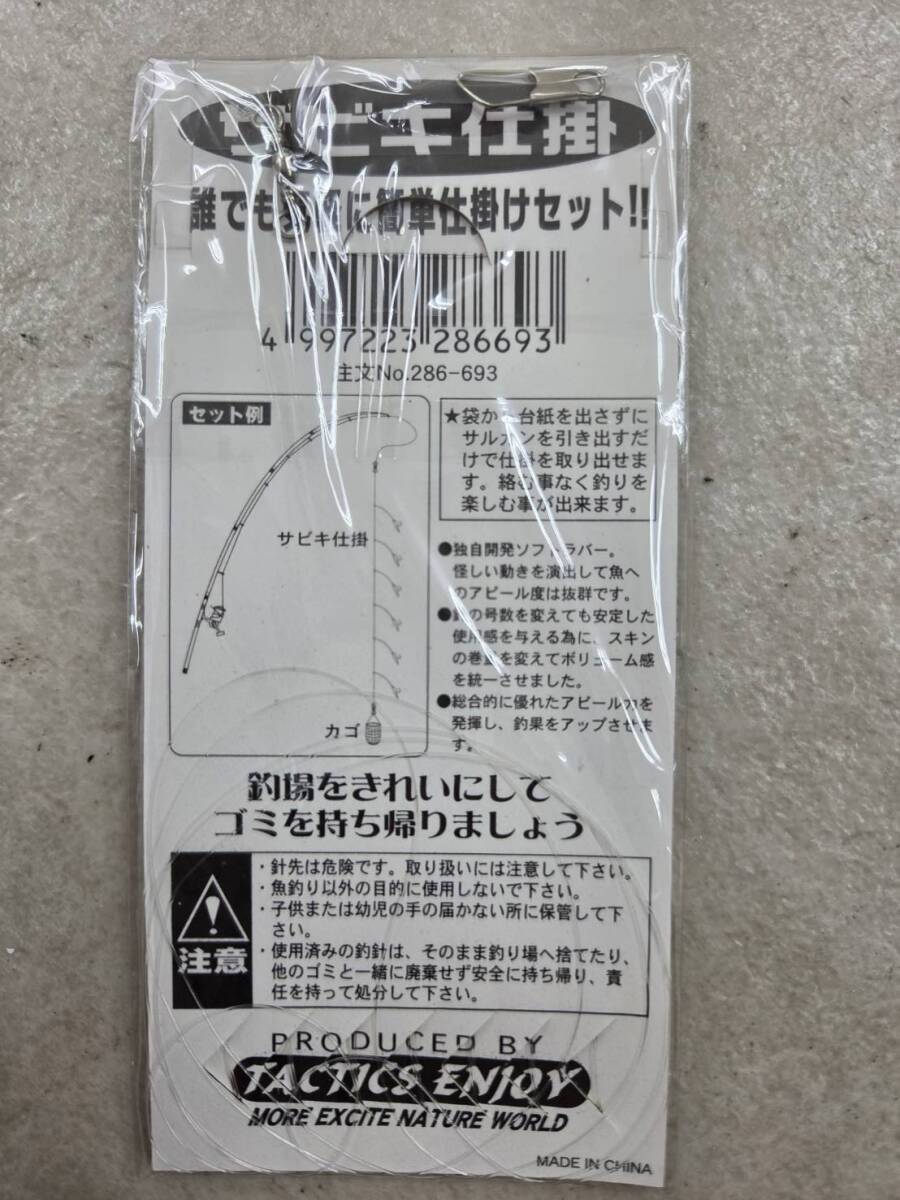 サビキ仕掛
誰でもに簡単仕掛けセット!!
4 997223 286693
注文No.286-693
セット例
サビキ仕掛
カゴ
★袋から台紙を出さずに
サルカンを引き出すだ
けで仕掛を取り出せま
す。絡む事なく釣りを
楽しむ事が出来ます。
●独自開発ソフトラバー。
怪しい動きを演出して魚へ
のアピール度は抜群です。
●針の号数を変えても安定した
使用感を与える為に、スキン
の巻き数を変えてボリューム感
を統一させました。
●総合的に優れたアピール力を
発揮し、釣果をアップさせま
す。
釣場をきれいにして
ゴミを持ち帰りましょう
注意
・針先は危険です。取り扱いには注意して下さい。
・魚釣り以外の目的に使用しないで下さい。
・子供または幼児の手の届かない所に保管して下
さい。
・使用済みの釣針は、そのまま釣り場へ捨てたり、
他のゴミと一緒に廃棄せず安全に持ち帰り、責
任を持って処分して下さい。
PRODUCED BY
TACTICS ENJOY
MORE EXCITE NATURE WORLD
MADE IN CHINA